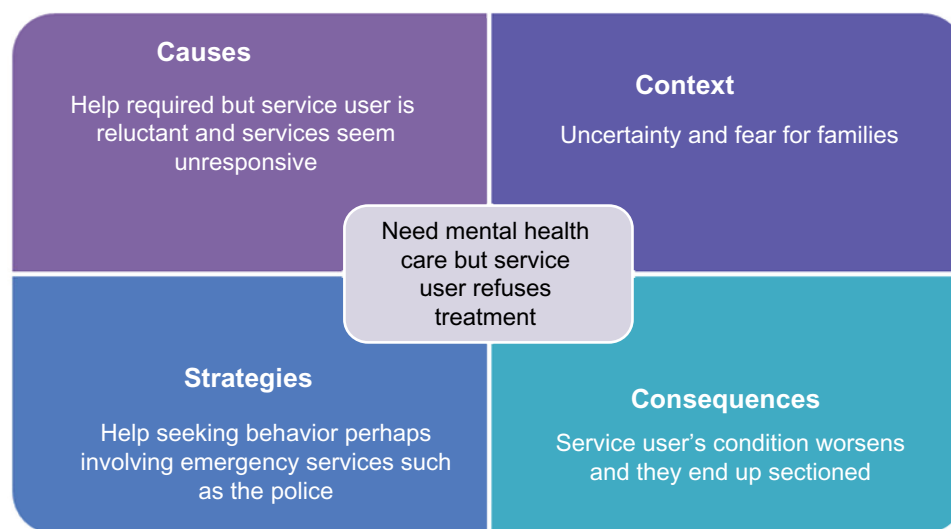 Causes
Help required but service user is
reluctant and services seem
unresponsive
Context
Uncertainty and fear for families
Need mental health
care but service
user refuses
treatment
Strategies
Help seeking behavior perhaps
involving emergency services such
as the police
Consequences
Service user's condition worsens
and they end up sectioned